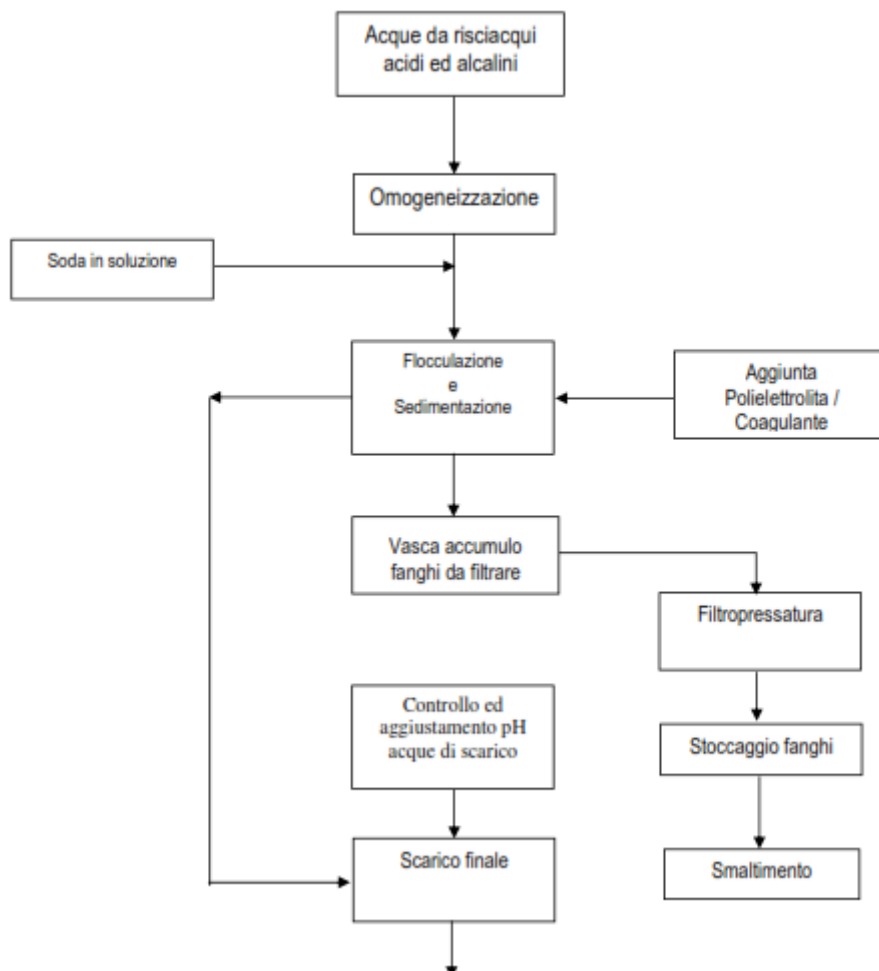 Acque da risciacqui
acidi ed alcalini
Omogeneizzazione
Soda in soluzione
Flocculazione
e
Sedimentazione
Aggiunta
Polielettrolita /
Coagulante
Vasca accumulo
fanghi da filtrare
Filtropressatura
Controllo ed
aggiustamento pH
acque di scarico
Stoccaggio fanghi
Scarico finale
Smaltimento